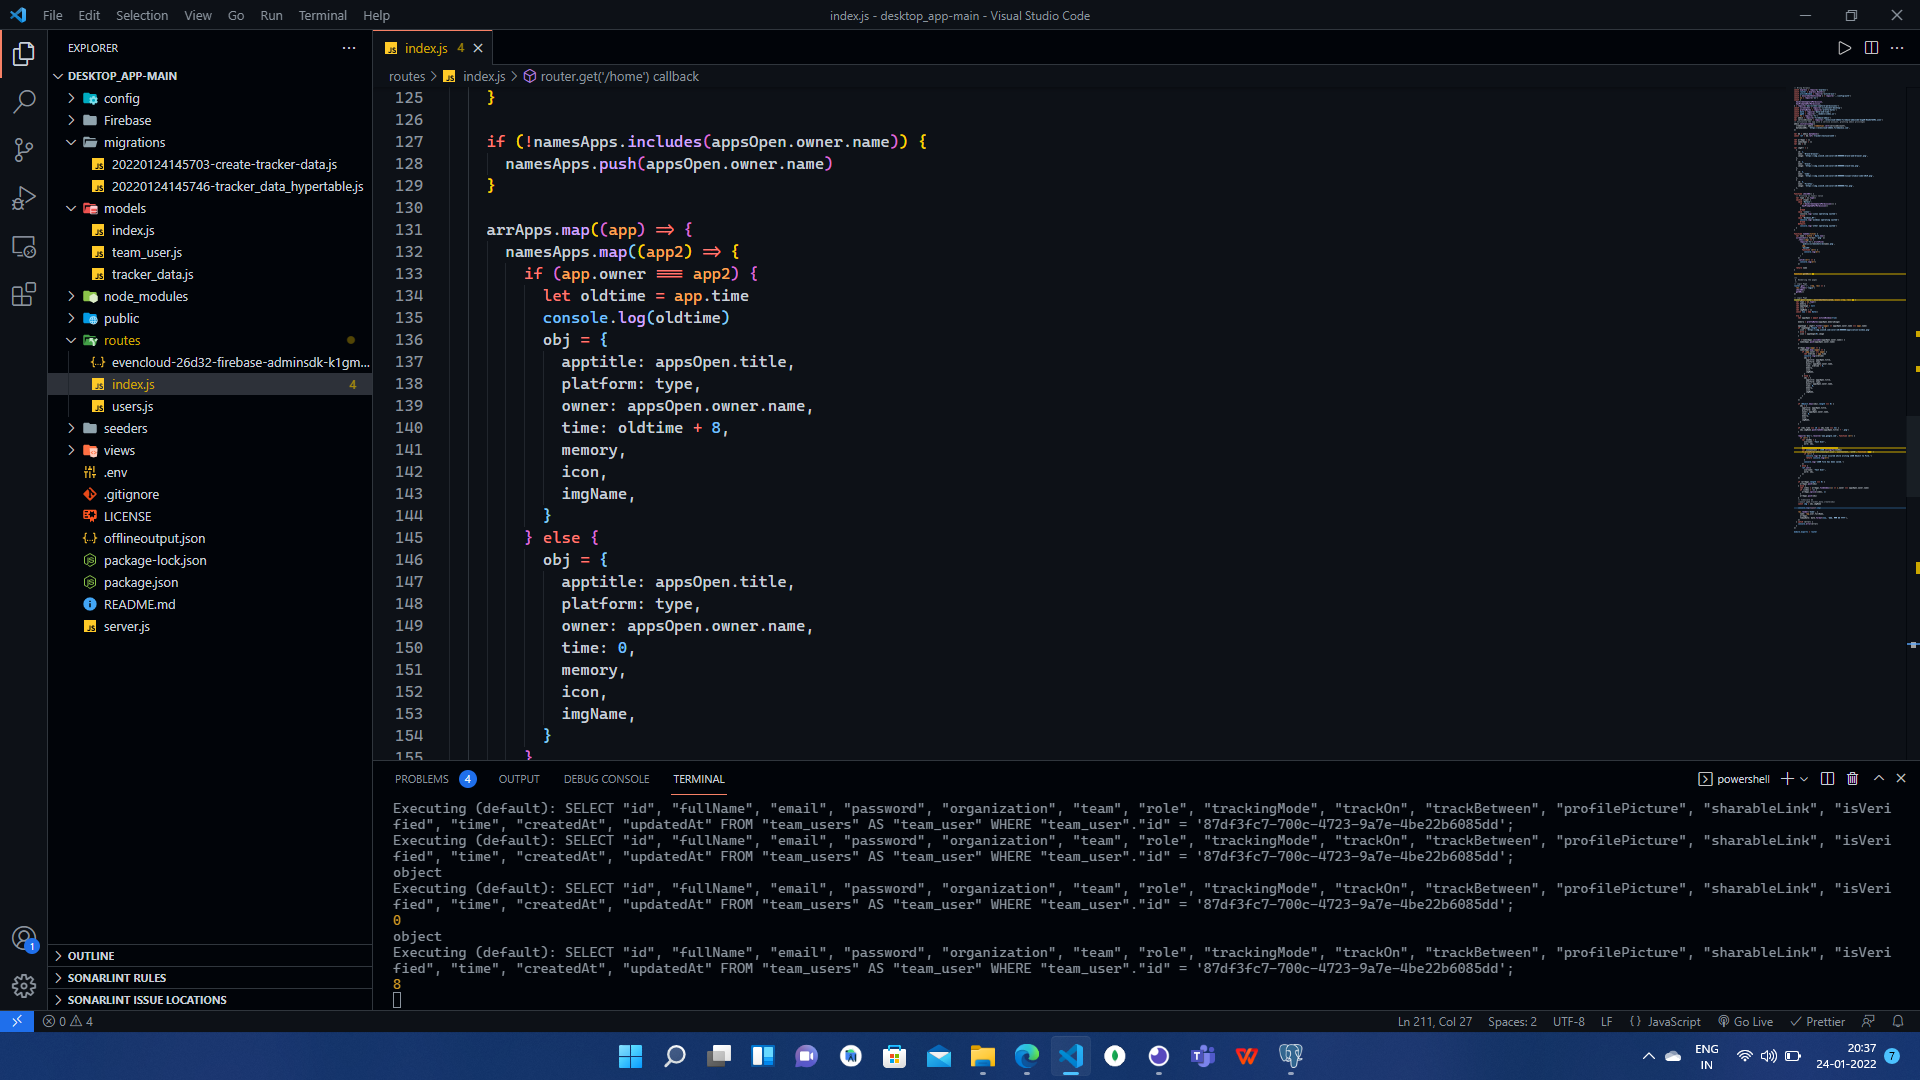 File Edit Selection View Go Run Terminal Help
index.js - desktop_app-main - Visual Studio Code
EXPLORER
DESKTOP_APP-MAIN
config
Firebase
migrations
20220124145703-create-tracker-data.js
20220124145746-tracker_data_hypertable.js
models
index.js
team_user.js
tracker_data.js
node_modules
public
routes
evencloud-26d32-firebase-adminsdk-k1gm...
index.js 4
users.js
seeders
views
.env
.gitignore
LICENSE
offlineoutput.json
package-lock.json
package.json
README.md
server.js
OUTLINE
SONARLINT RULES
SONARLINT ISSUE LOCATIONS
index.js 4
routes > index.js > router.get('/home') callback
125 }
126
127 if (!namesApps.includes(appsOpen.owner.name)) {
128 namesApps.push(appsOpen.owner.name)
129 }
130
131 arrApps.map((app) => {
132 namesApps.map((app2) => {
133 if (app.owner === app2) {
134 let oldtime = app.time
135 console.log(oldtime)
136 obj = {
137 apptitle: appsOpen.title,
138 platform: type,
139 owner: appsOpen.owner.name,
140 time: oldtime + 8,
141 memory,
142 icon,
143 imgName,
144 }
145 } else {
146 obj = {
147 apptitle: appsOpen.title,
148 platform: type,
149 owner: appsOpen.owner.name,
150 time: 0,
151 memory,
152 icon,
153 imgName,
154 }
155 }
PROBLEMS 4 OUTPUT DEBUG CONSOLE TERMINAL
powershell
Executing (default): SELECT "id", "fullName", "email", "password", "organization", "team", "role", "trackingMode", "trackOn", "trackBetween", "profilePicture", "sharableLink", "isVeri
fied", "time", "createdAt", "updatedAt" FROM "team_users" AS "team_user" WHERE "team_user"."id" = '87df3fc7-700c-4723-9a7e-4be22b6085dd';
Executing (default): SELECT "id", "fullName", "email", "password", "organization", "team", "role", "trackingMode", "trackOn", "trackBetween", "profilePicture", "sharableLink", "isVeri
fied", "time", "createdAt", "updatedAt" FROM "team_users" AS "team_user" WHERE "team_user"."id" = '87df3fc7-700c-4723-9a7e-4be22b6085dd';
object
Executing (default): SELECT "id", "fullName", "email", "password", "organization", "team", "role", "trackingMode", "trackOn", "trackBetween", "profilePicture", "sharableLink", "isVeri
fied", "time", "createdAt", "updatedAt" FROM "team_users" AS "team_user" WHERE "team_user"."id" = '87df3fc7-700c-4723-9a7e-4be22b6085dd';
0
object
Executing (default): SELECT "id", "fullName", "email", "password", "organization", "team", "role", "trackingMode", "trackOn", "trackBetween", "profilePicture", "sharableLink", "isVeri
fied", "time", "createdAt", "updatedAt" FROM "team_users" AS "team_user" WHERE "team_user"."id" = '87df3fc7-700c-4723-9a7e-4be22b6085dd';
8
1
0 4
Ln 211, Col 27 Spaces: 2 UTF-8 LF {} JavaScript Go Live Prettier
ENG
IN
20:37
24-01-2022
7